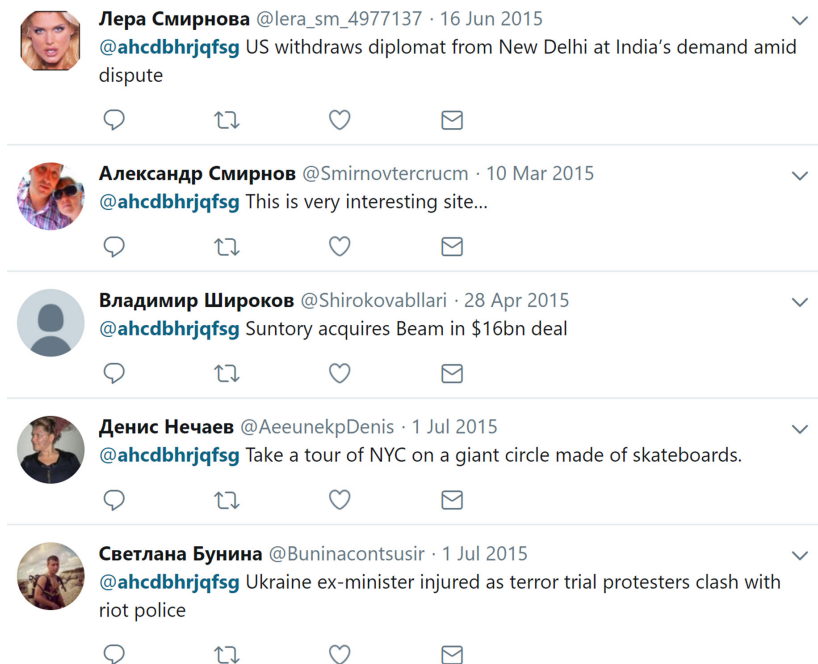 Лера Смирнова @lera_sm_4977137 · 16 Jun 2015
@ahcdbhrjqfsg US withdraws diplomat from New Delhi at India's demand amid
dispute
Александр Смирнов @Smirnovtercrucm · 10 Mar 2015
@ahcdbhrjqfsg This is very interesting site...
Владимир Широков @Shirokovabllari · 28 Apr 2015
@ahcdbhrjqfsg Suntory acquires Beam in $16bn deal
Денис Нечаев @AeeunekpDenis · 1 Jul 2015
@ahcdbhrjqfsg Take a tour of NYC on a giant circle made of skateboards.
Светлана Бунина @Buninacontsusir · 1 Jul 2015
@ahcdbhrjqfsg Ukraine ex-minister injured as terror trial protesters clash with
riot police